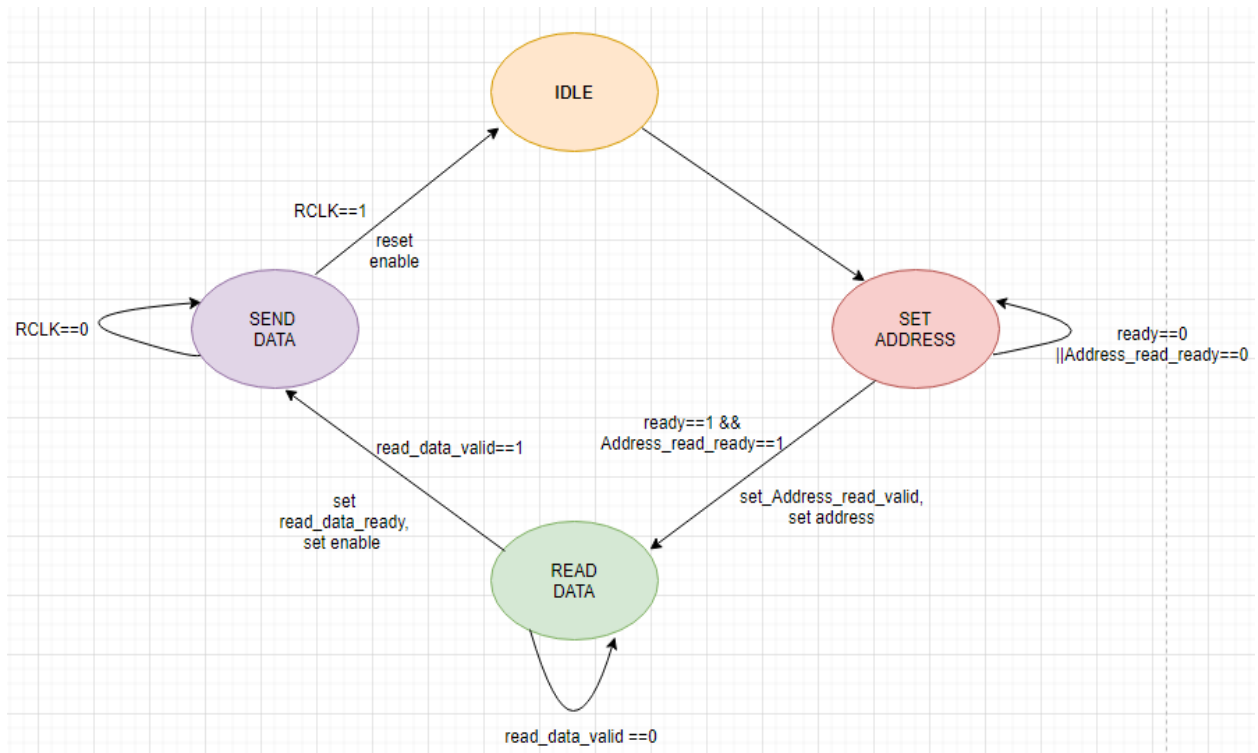 IDLE
RCLK==1
reset
enable
SEND
DATA
RCLK==0
SET
ADDRESS
ready==0
||Address_read_ready==0
ready==1 &&
Address_read_ready==1
read_data_valid==1
set
read_data_ready,
set enable
set_Address_read_valid,
set address
READ
DATA
read_data_valid ==0